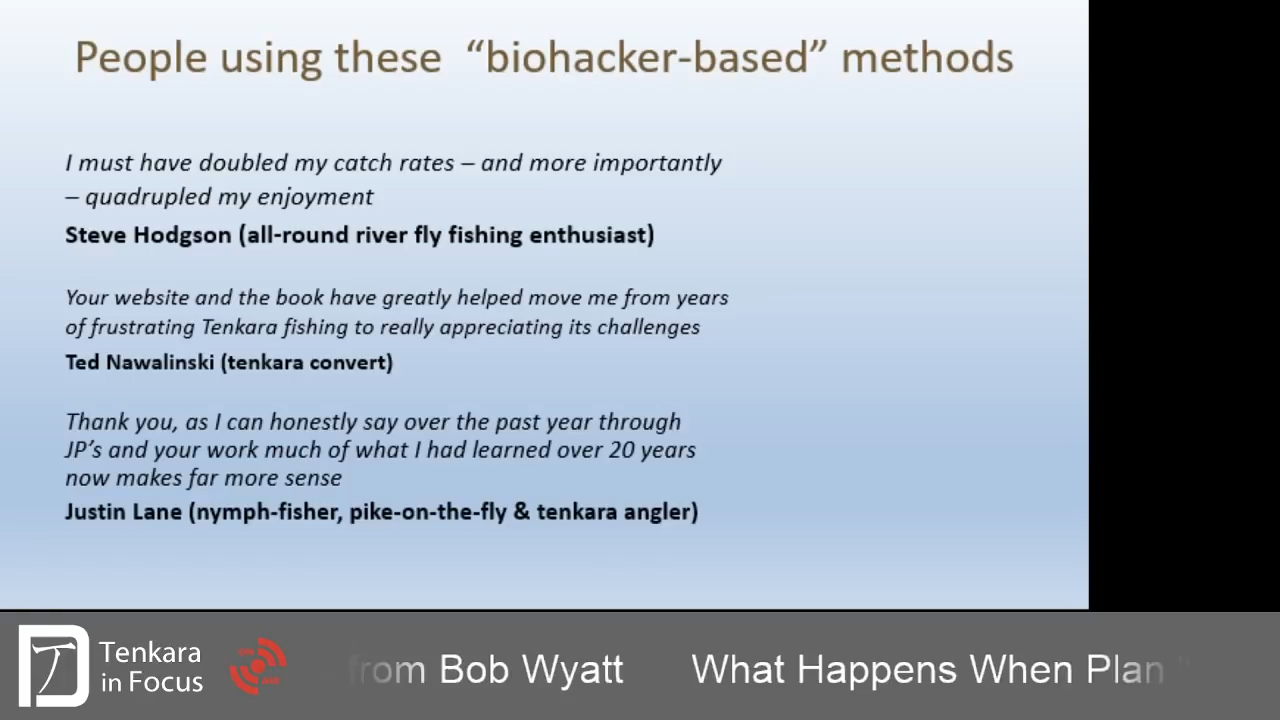 People using these “biohacker-based” methods
I must have doubled my catch rates – and more importantly
– quadrupled my enjoyment
Steve Hodgson (all-round river fly fishing enthusiast)
Your website and the book have greatly helped move me from years
of frustrating Tenkara fishing to really appreciating its challenges
Ted Nawalinski (tenkara convert)
Thank you, as I can honestly say over the past year through
JP’s and your work much of what I had learned over 20 years
now makes far more sense
Justin Lane (nymph-fisher, pike-on-the-fly & tenkara angler)
Tenkara
in Focus
from Bob Wyatt What Happens When Plan "